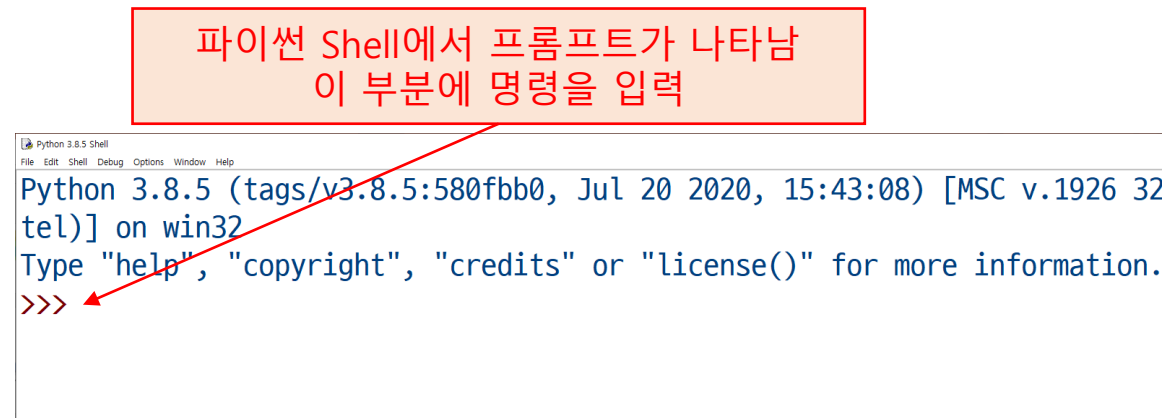 파이썬 Shell에서 프롬프트가 나타남
이 부분에 명령을 입력
Python 3.8.5 Shell
File Edit Shell Debug Options Window Help
Python 3.8.5 (tags/v3.8.5:580fbb0, Jul 20 2020, 15:43:08) [MSC v.1926 32
tel)] on win32
Type "help", "copyright", "credits" or "license()" for more information.
>>>